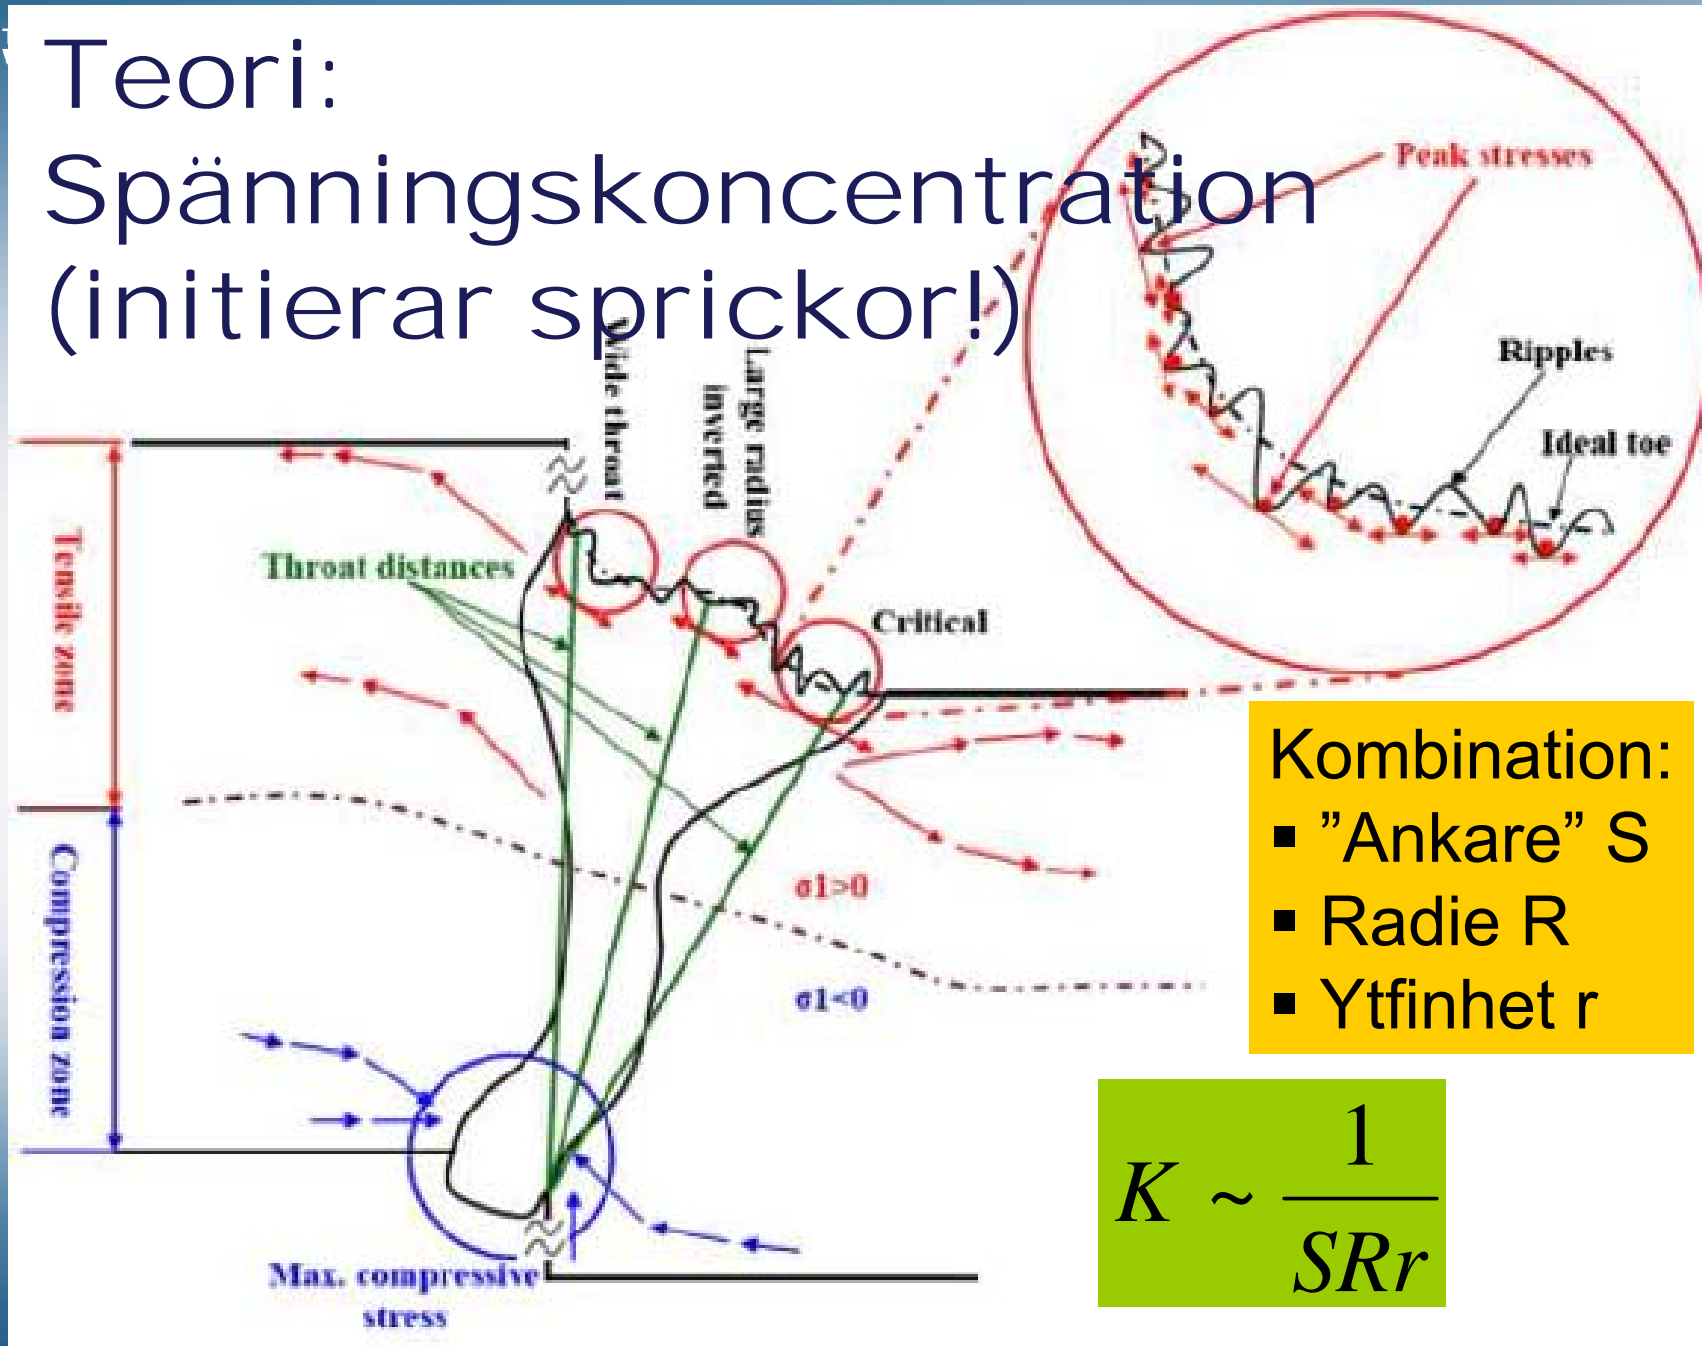 Teori:
Spänningskoncentration
(initierar sprickor!)
Peak stresses
Ripples
Ideal toe
Wide throat
Large radius
inverted
Throat distances
Critical
Tensile zone
Compression zone
σ1>0
σ1<0
Max. compressive
stress
Kombination:
▪ ”Ankare” S
▪ Radie R
▪ Ytfinhet r
K ~ 1
SRr